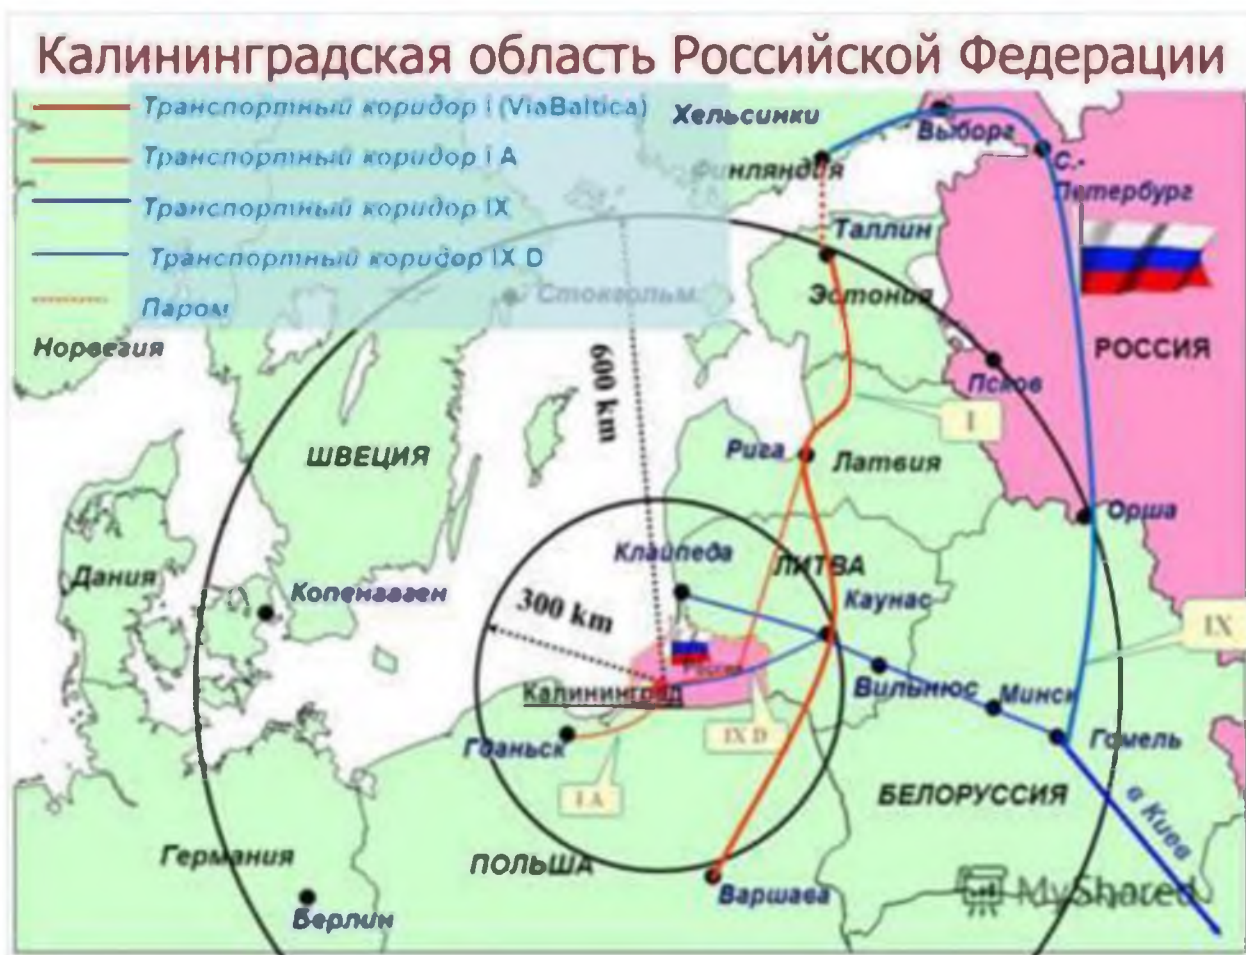 Калининградская область Российской Федерации
Транспортный коридор I (ViaBaltica)
Хельсинки
Транспортный коридор I A
Транспортный коридор IX
Транспортный коридор IX D
Паром
Выборг
С.-
Петербург
Финляндия
Таллин
Эстония
Стокгольм
Норвегия
600 km
РОССИЯ
Псков
I
ШВЕЦИЯ
Рига
Латвия
Орша
Клайпеда
ЛИТВА
Дания
Копенгаген
300 km
Каунас
IX
Россия
Калининград
Вильнюс
Минск
Гданьск
IX D
Гомель
I A
БЕЛОРУССИЯ
в Киев
Германия
ПОЛЬША
Варшава
MyShared
Берлин